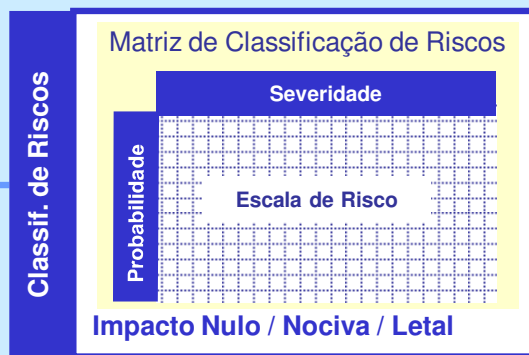 Classif. de Riscos
Matriz de Classificação de Riscos
Severidade
Probabilidade
Escala de Risco
Impacto Nulo / Nociva / Letal